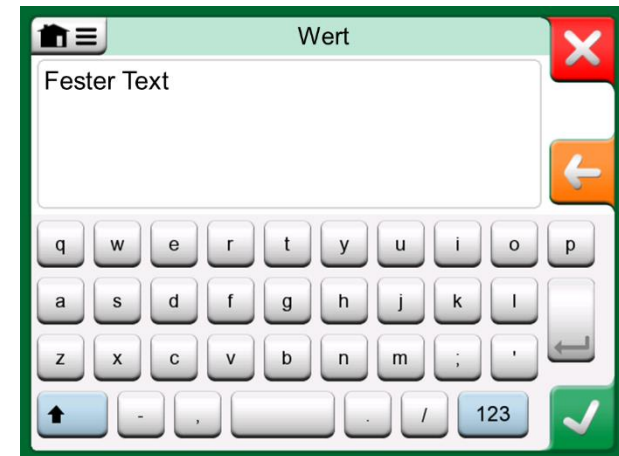 Wert
Fester Text
q w e r t y u i o p
a s d f g h j k l
z x c v b n m ; '
- , . / 123